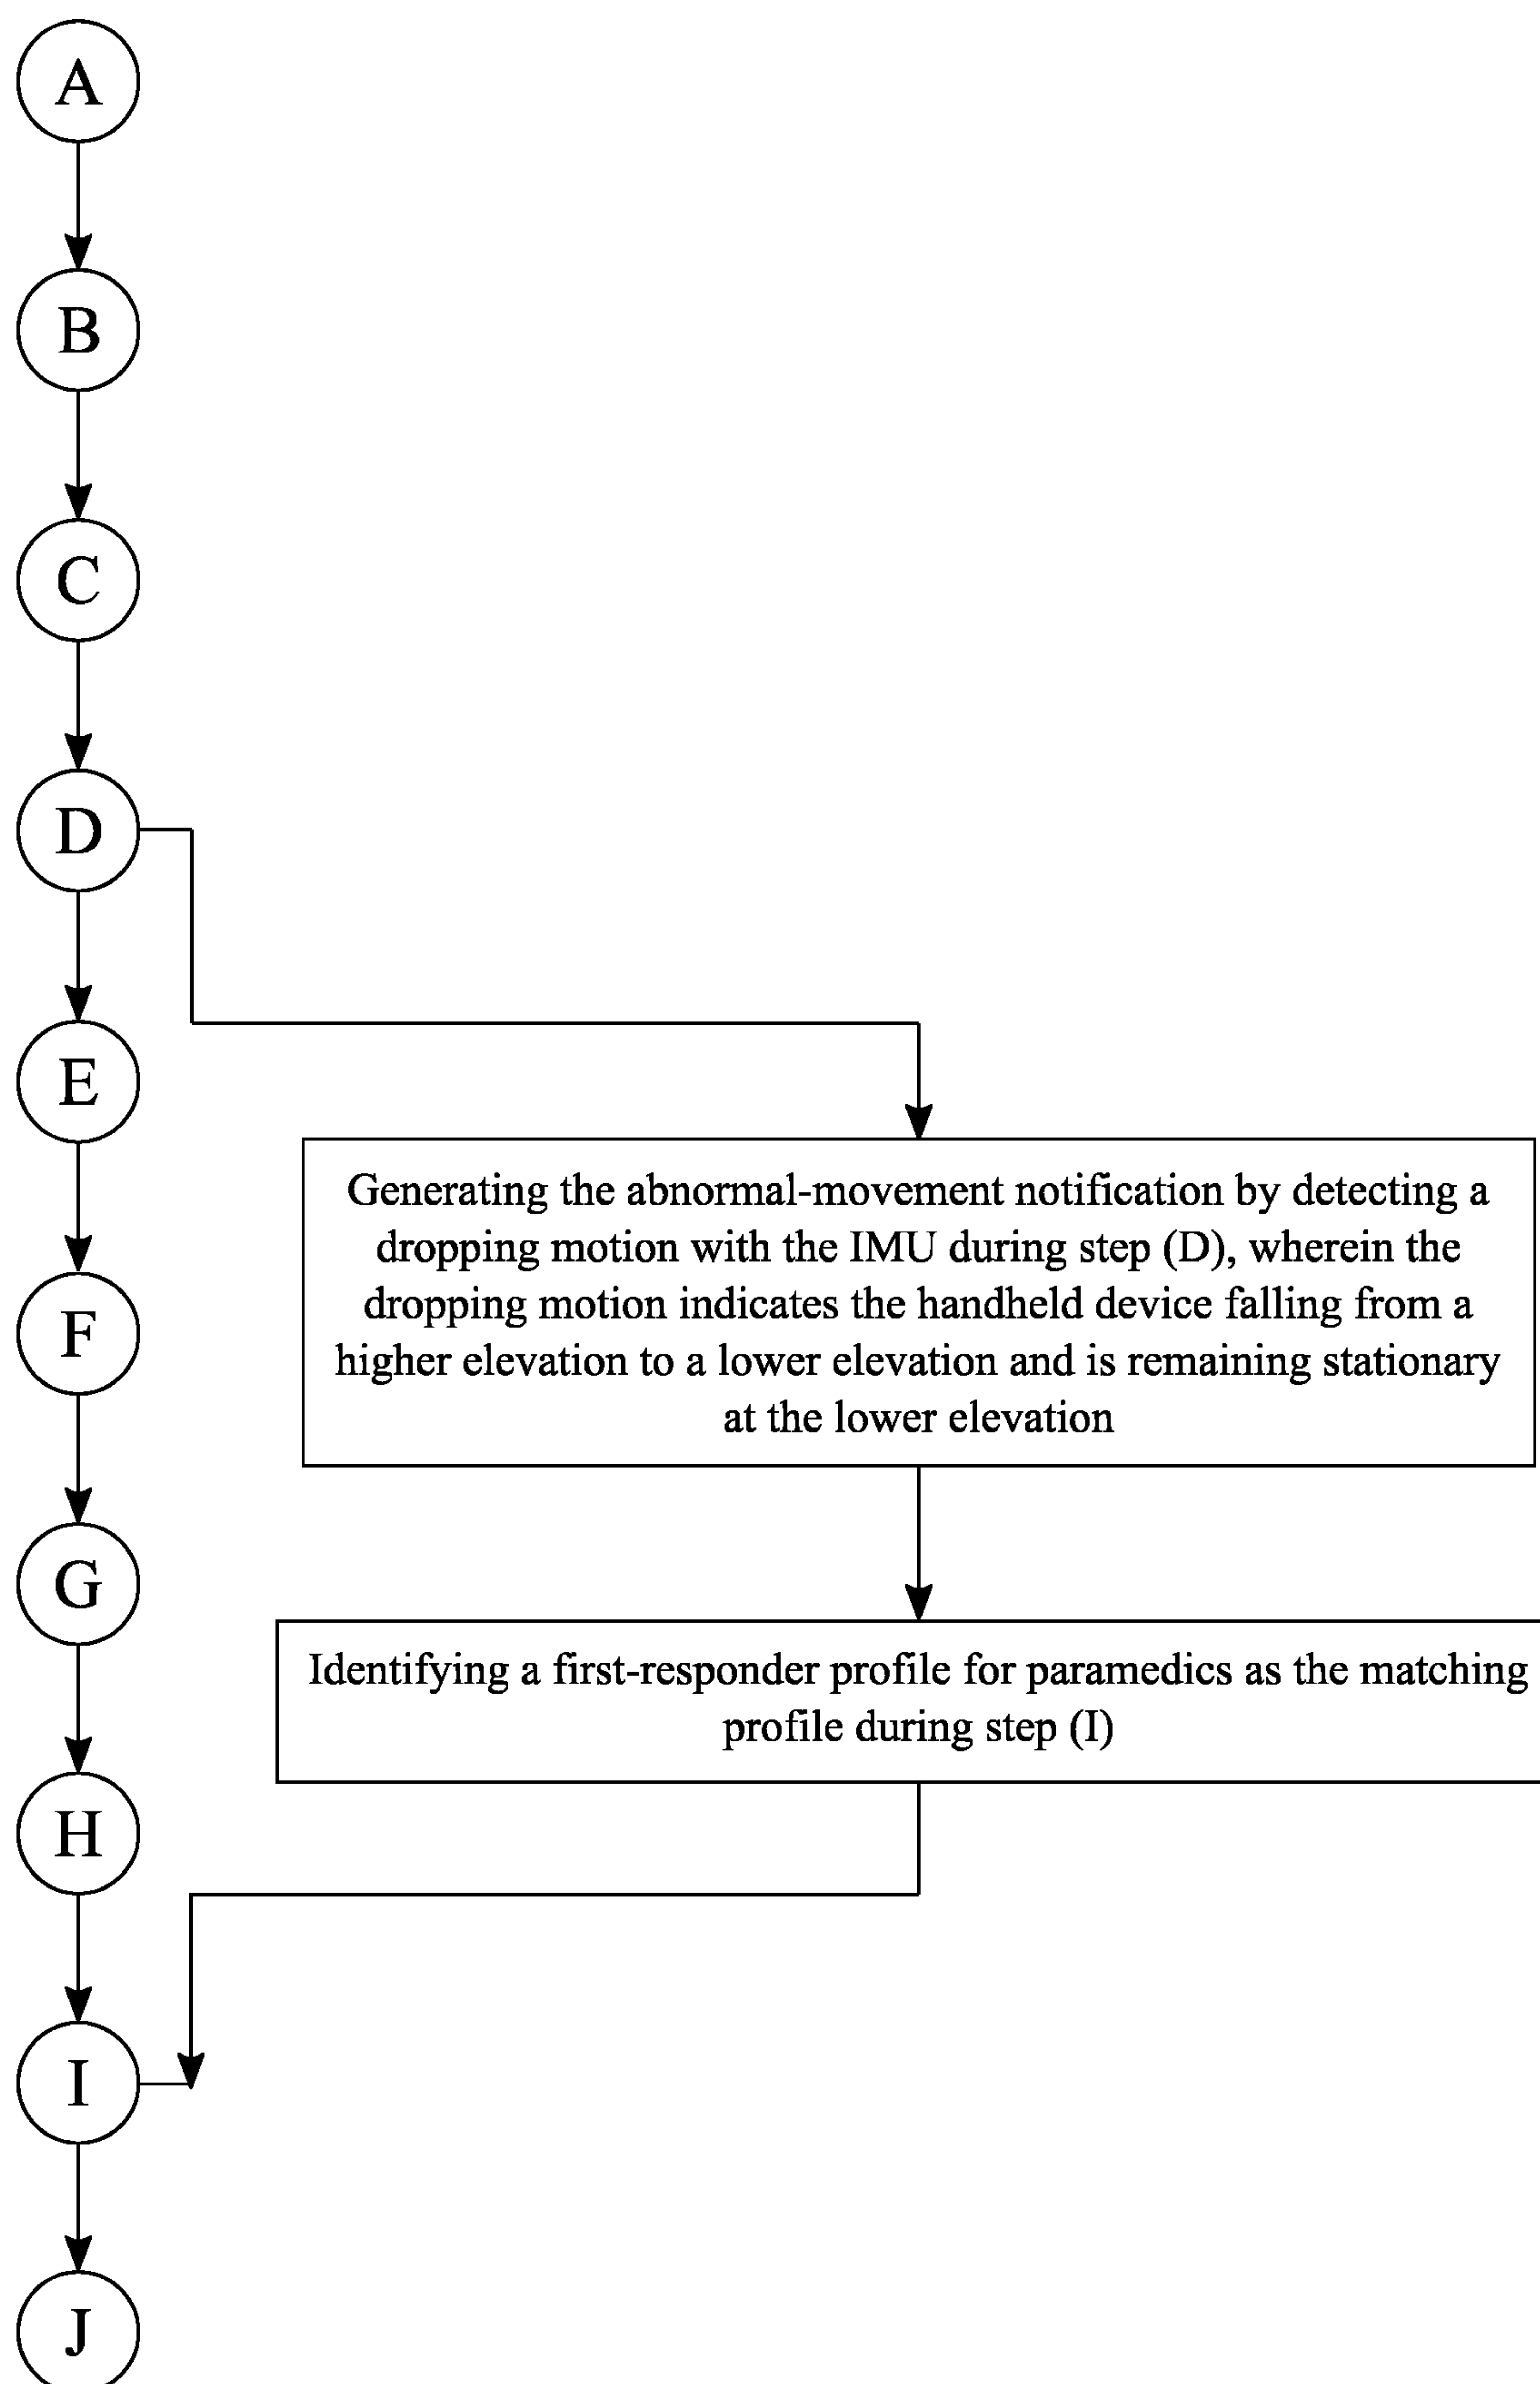 A
B
C
D
E
Generating the abnormal-movement notification by detecting a
dropping motion with the IMU during step (D), wherein the
dropping motion indicates the handheld device falling from a
higher elevation to a lower elevation and is remaining stationary
at the lower elevation
F
G
Identifying a first-responder profile for paramedics as the matching
profile during step (I)
H
I
J